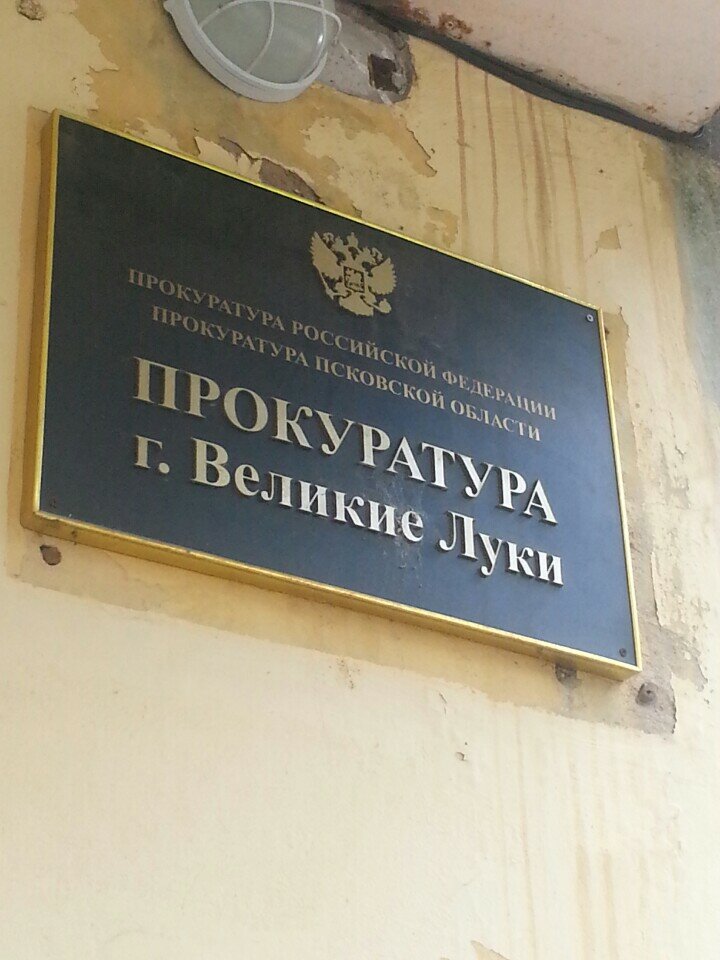 ПРОКУРАТУРА РОССИЙСКОЙ ФЕДЕРАЦИИ
ПРОКУРАТУРА ПСКОВСКОЙ ОБЛАСТИ
ПРОКУРАТУРА
г. Великие Луки